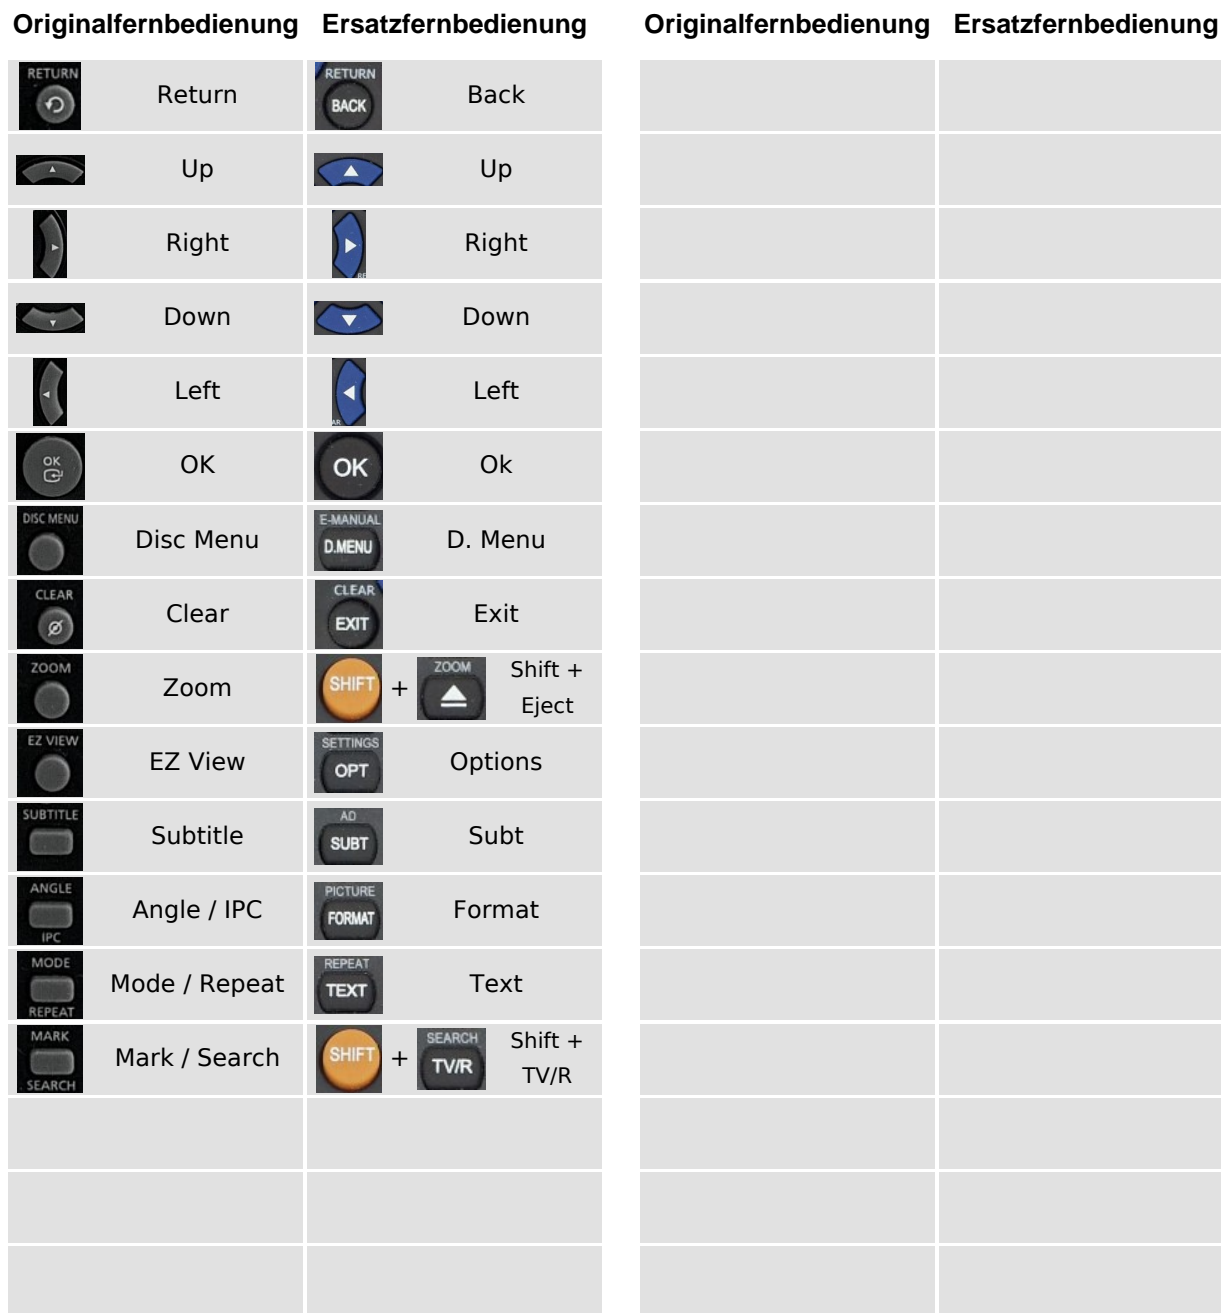 Originalfernbedienung Ersatzfernbedienung Originalfernbedienung Ersatzfernbedienung
RETURN Return RETURN BACK Back
Up Up
Right Right
Down Down
Left Left
OK OK OK Ok
DISC MENU Disc Menu E-MANUAL D.MENU D. Menu
CLEAR Clear CLEAR EXIT Exit
ZOOM Zoom SHIFT + ZOOM Shift +
Eject
EZ VIEW EZ View SETTINGS OPT Options
SUBTITLE Subtitle AD SUBT Subt
ANGLE IPC Angle / IPC PICTURE FORMAT Format
MODE REPEAT Mode / Repeat REPEAT TEXT Text
MARK SEARCH Mark / Search SHIFT + SEARCH TV/R Shift +
TV/R